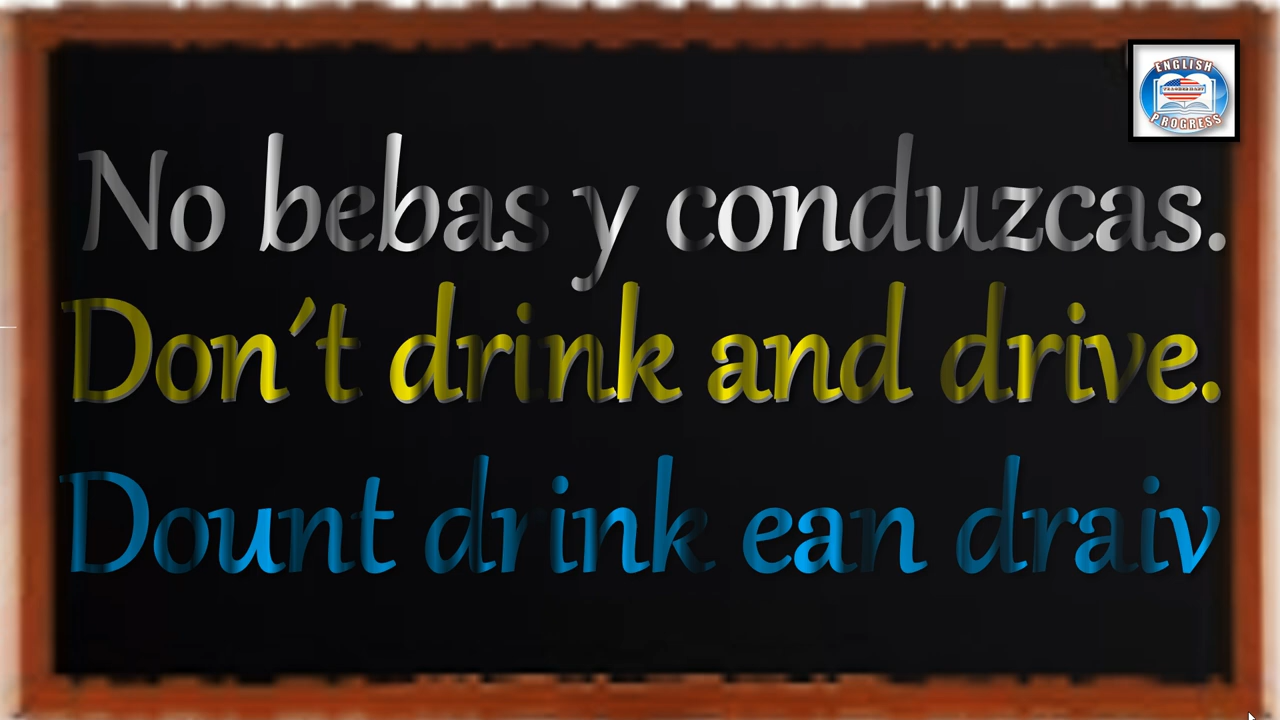 ENGLISH
PROGRESS
No bebas y conduzcas.
Don´t drink and drive.
Dount drink ean draiv